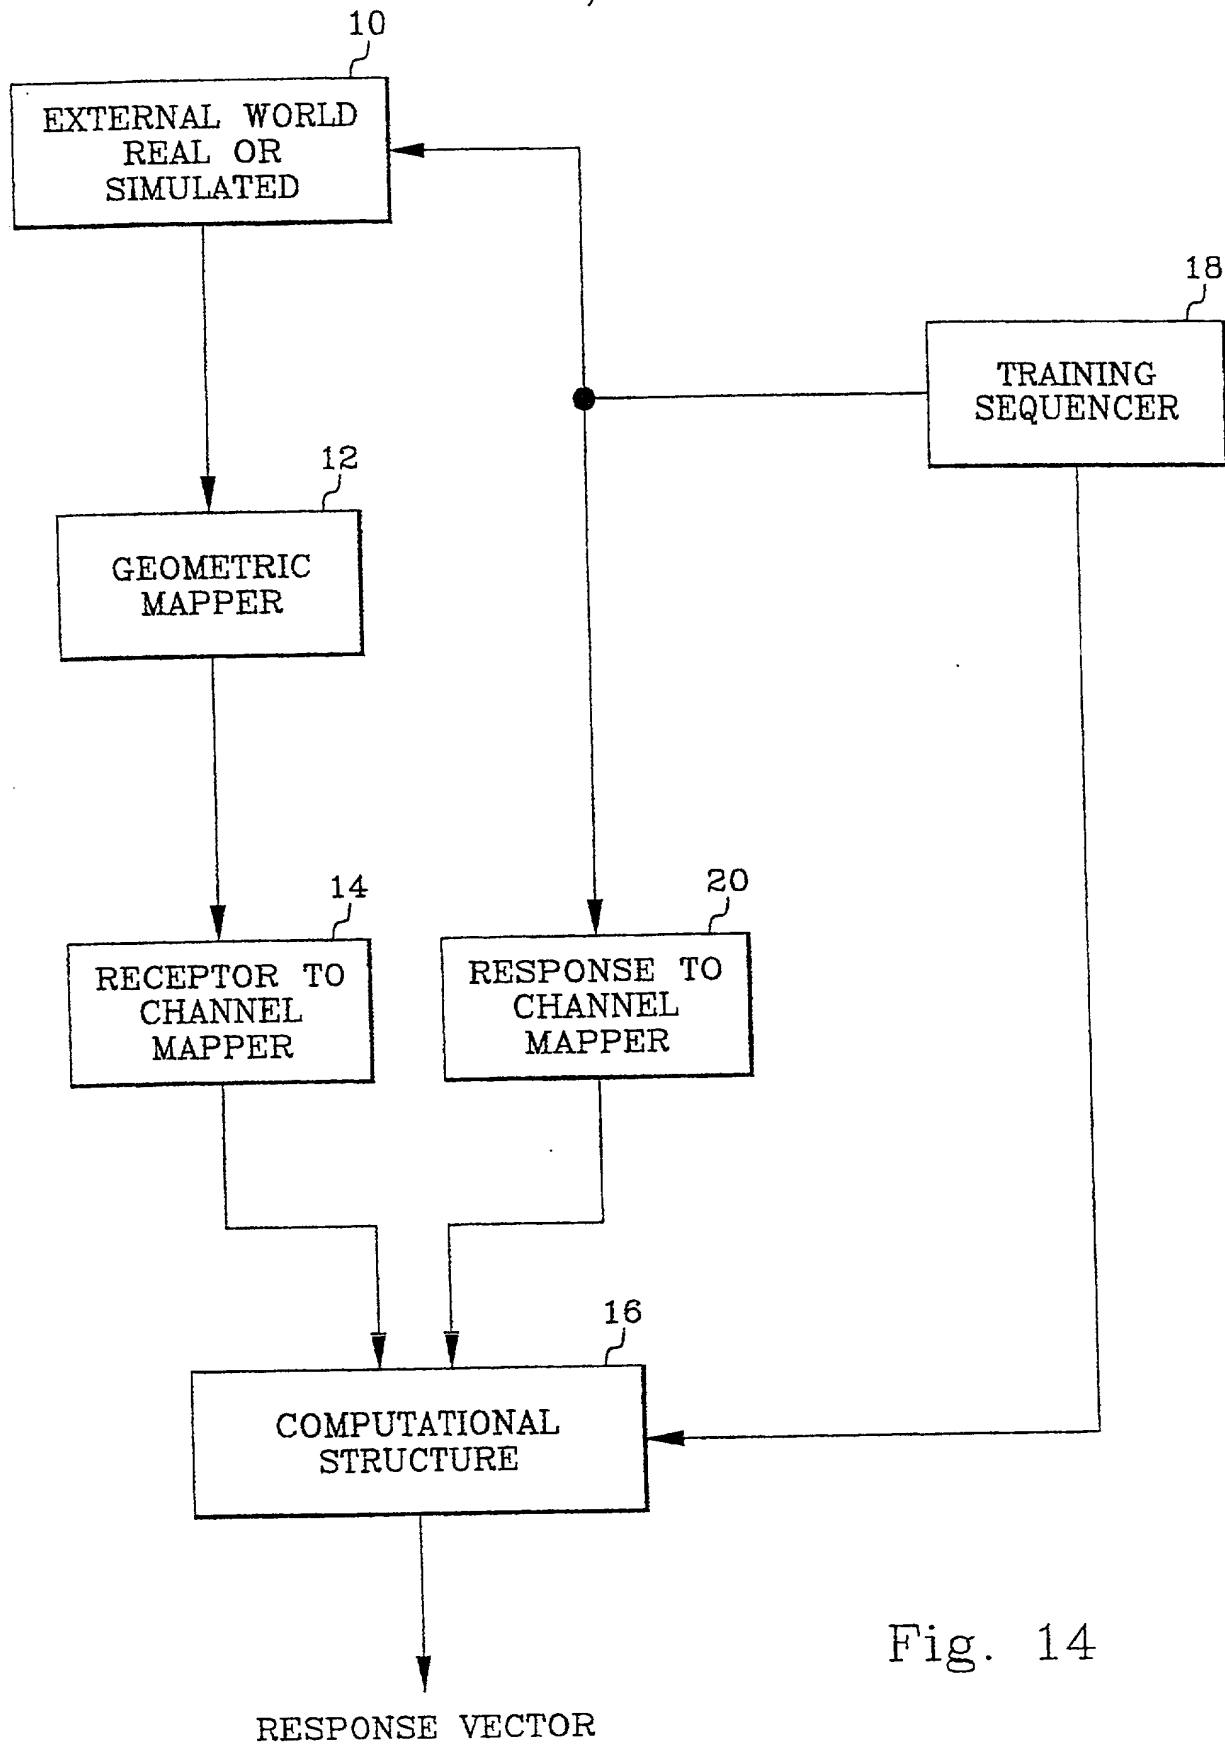 10
EXTERNAL WORLD
REAL OR
SIMULATED
18
TRAINING
SEQUENCER
12
GEOMETRIC
MAPPER
14
RECEPTOR TO
CHANNEL
MAPPER
20
RESPONSE TO
CHANNEL
MAPPER
16
COMPUTATIONAL
STRUCTURE
Fig. 14
RESPONSE VECTOR